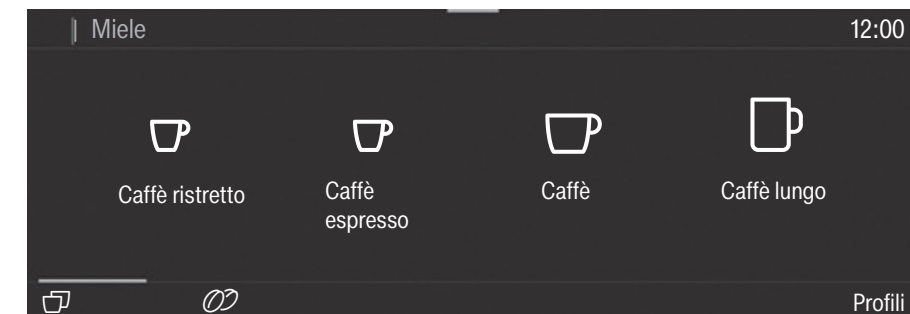 Miele
12:00
Caffè ristretto
Caffè
espresso
Caffè
Caffè lungo
Profili